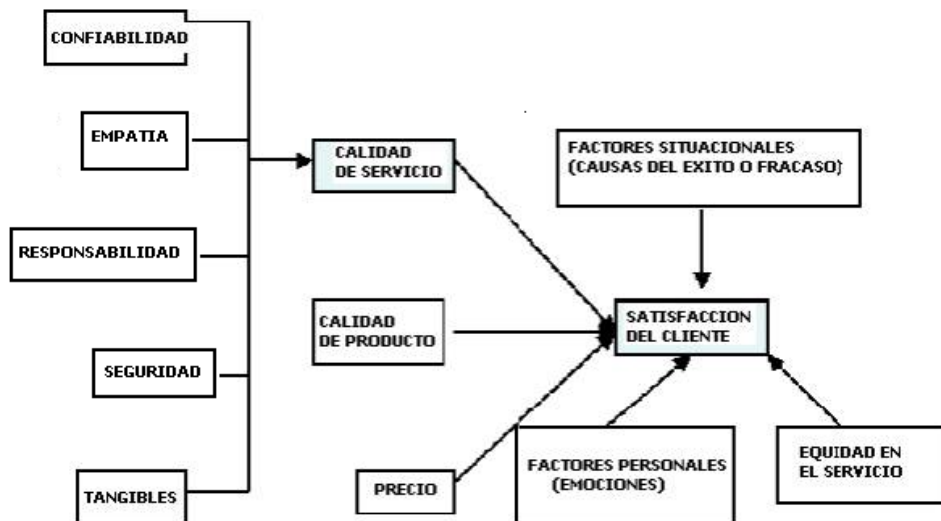 CONFIABILIDAD
EMPATIA
RESPONSABILIDAD
SEGURIDAD
TANGIBLES
CALIDAD
DE SERVICIO
CALIDAD
DE PRODUCTO
PRECIO
FACTORES SITUACIONALES
(CAUSAS DEL EXITO O FRACASO)
SATISFACCION
DEL CLIENTE
FACTORES PERSONALES
(EMOCIONES)
EQUIDAD EN
EL SERVICIO